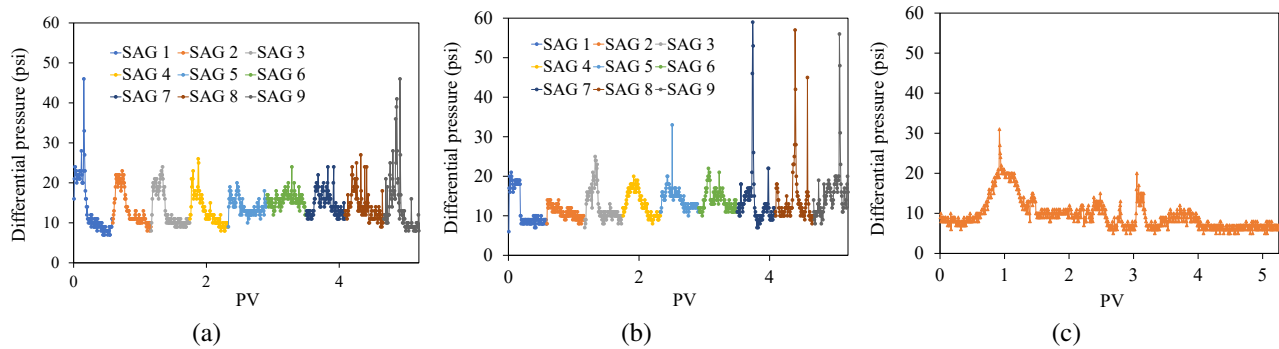 60
50
40
30
20
10
0
0
2
4
Differential pressure (psi)
PV
SAG 1 SAG 2 SAG 3
SAG 4 SAG 5 SAG 6
SAG 7 SAG 8 SAG 9
(a)
60
50
40
30
20
10
0
0
2
4
Differential pressure (psi)
PV
SAG 1 SAG 2 SAG 3
SAG 4 SAG 5 SAG 6
SAG 7 SAG 8 SAG 9
(b)
60
50
40
30
20
10
0
0
1
2
3
4
5
Differential pressure (psi)
PV
(c)